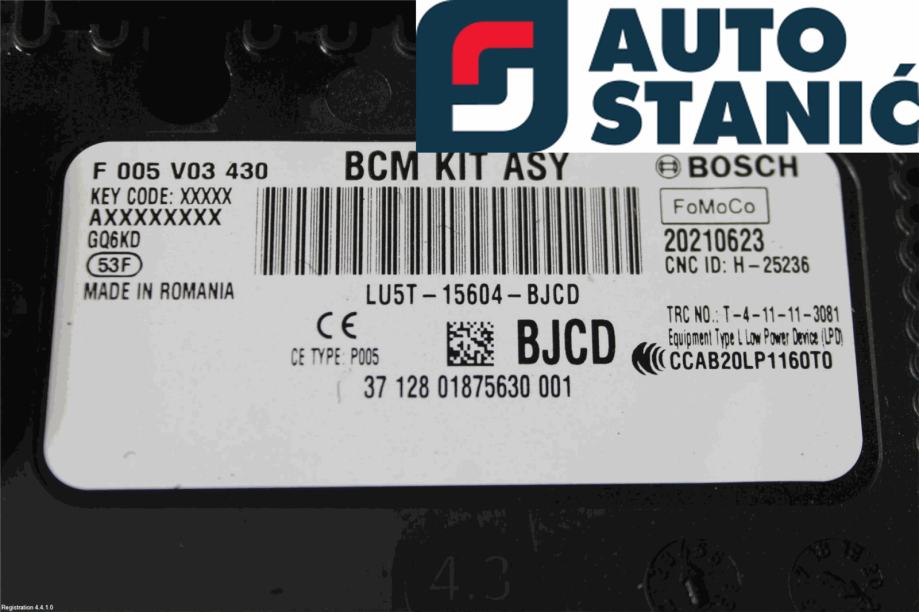 AUTO
STANIĆ
F 005 V03 430
BCM KIT ASY
BOSCH
KEY CODE: XXXXX
AXXXXXXXXX
GQ6KD
53F
MADE IN ROMANIA
FoMoCo
20210623
CNC ID: H-25236
LU5T-15604-BJCD
CE
CE TYPE: P005
BJCD
TRC NO.: T-4-11-11-3081
Equipment Type L Low Power Device (LPD)
CCAB20LP1160T0
37 128 01875630 001
4.3
Registration 4.4.1.0